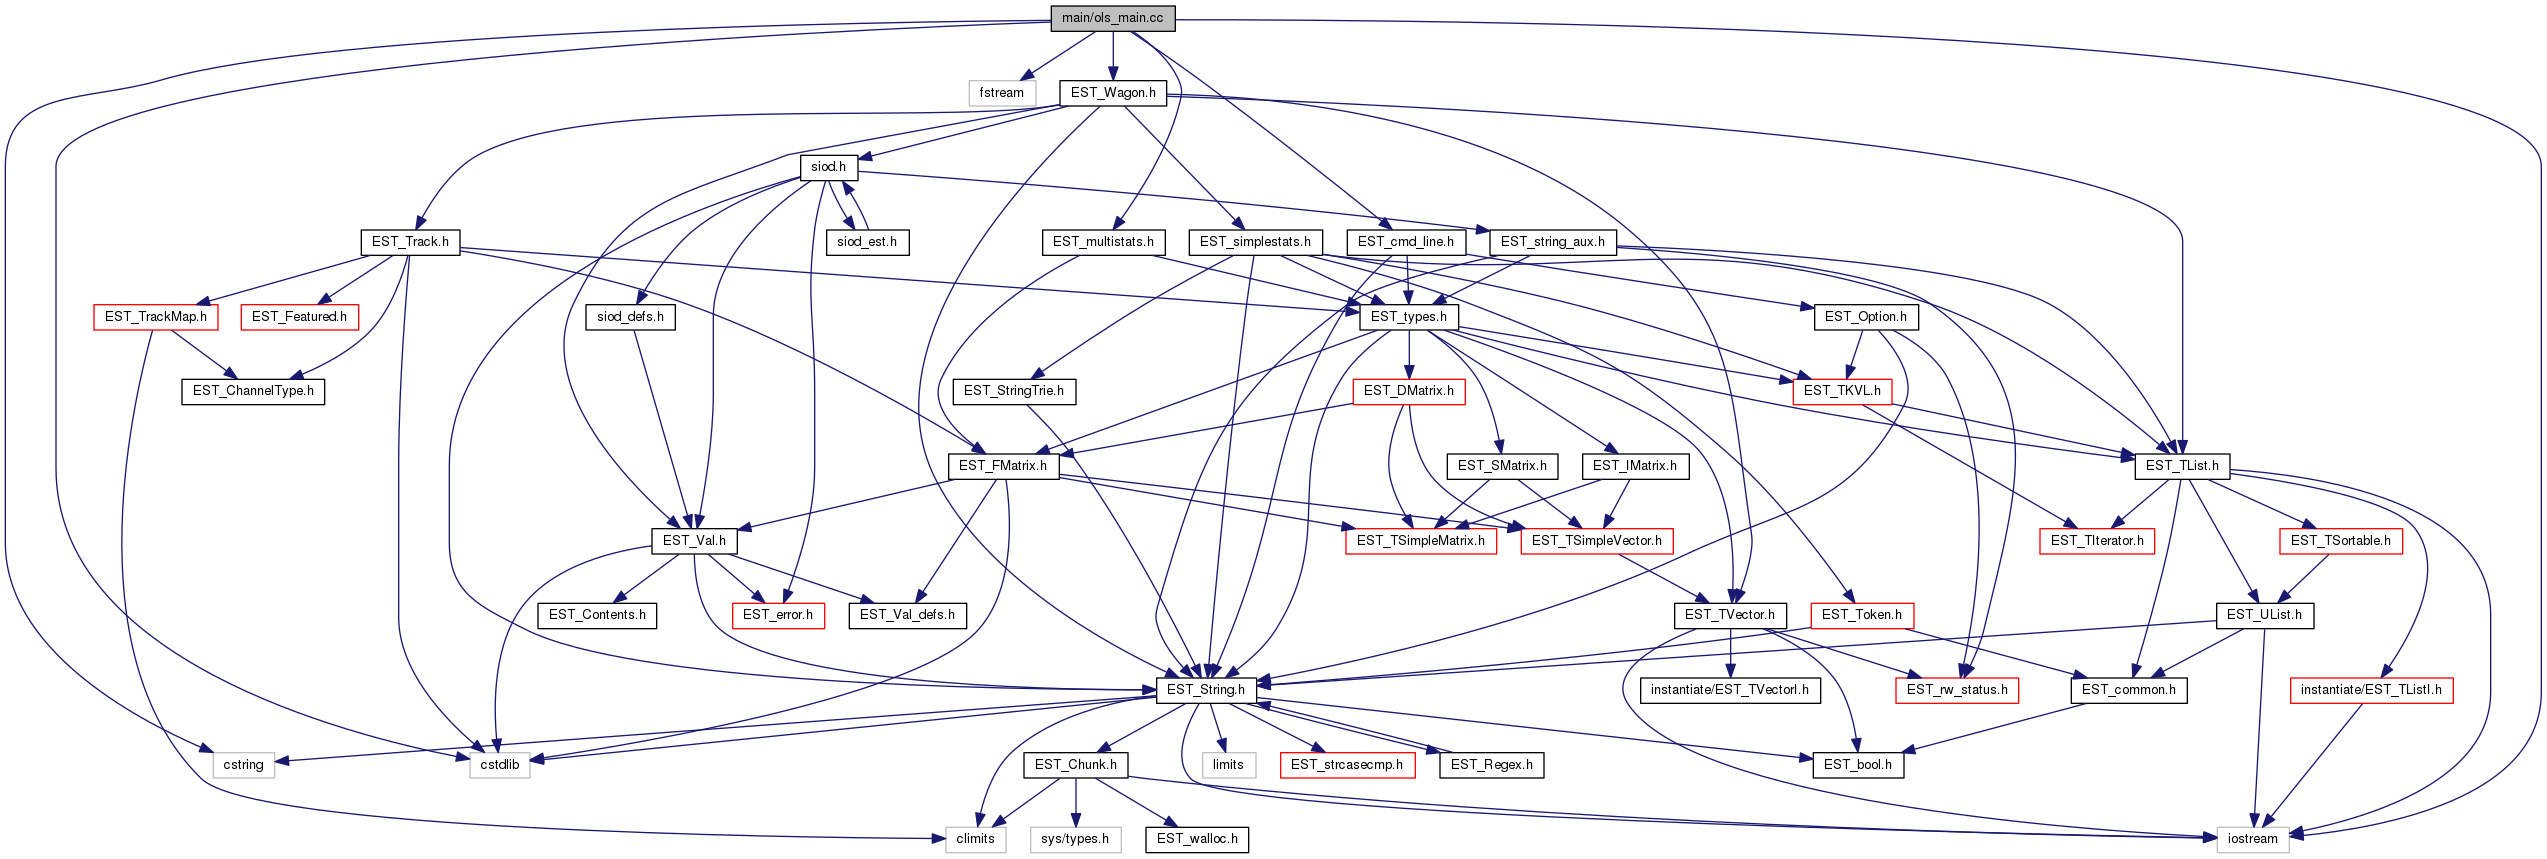 main/ols_main.cc
fstream
EST_Wagon.h
siod.h
EST_Track.h
siod_est.h
EST_multistats.h
EST_simplestats.h
EST_cmd_line.h
EST_string_aux.h
EST_TrackMap.h
EST_Featured.h
siod_defs.h
EST_types.h
EST_Option.h
EST_ChannelType.h
EST_StringTrie.h
EST_DMatrix.h
EST_TKVL.h
EST_FMatrix.h
EST_SMatrix.h
EST_IMatrix.h
EST_TList.h
EST_Val.h
EST_TSimpleMatrix.h
EST_TSimpleVector.h
EST_TIterator.h
EST_TSortable.h
EST_Contents.h
EST_error.h
EST_Val_defs.h
EST_TVector.h
EST_Token.h
EST_UList.h
EST_String.h
instantiate/EST_TVectorI.h
EST_rw_status.h
EST_common.h
instantiate/EST_TListI.h
cstring
cstdlib
EST_Chunk.h
limits
EST_strcasecmp.h
EST_Regex.h
EST_bool.h
climits
sys/types.h
EST_walloc.h
iostream